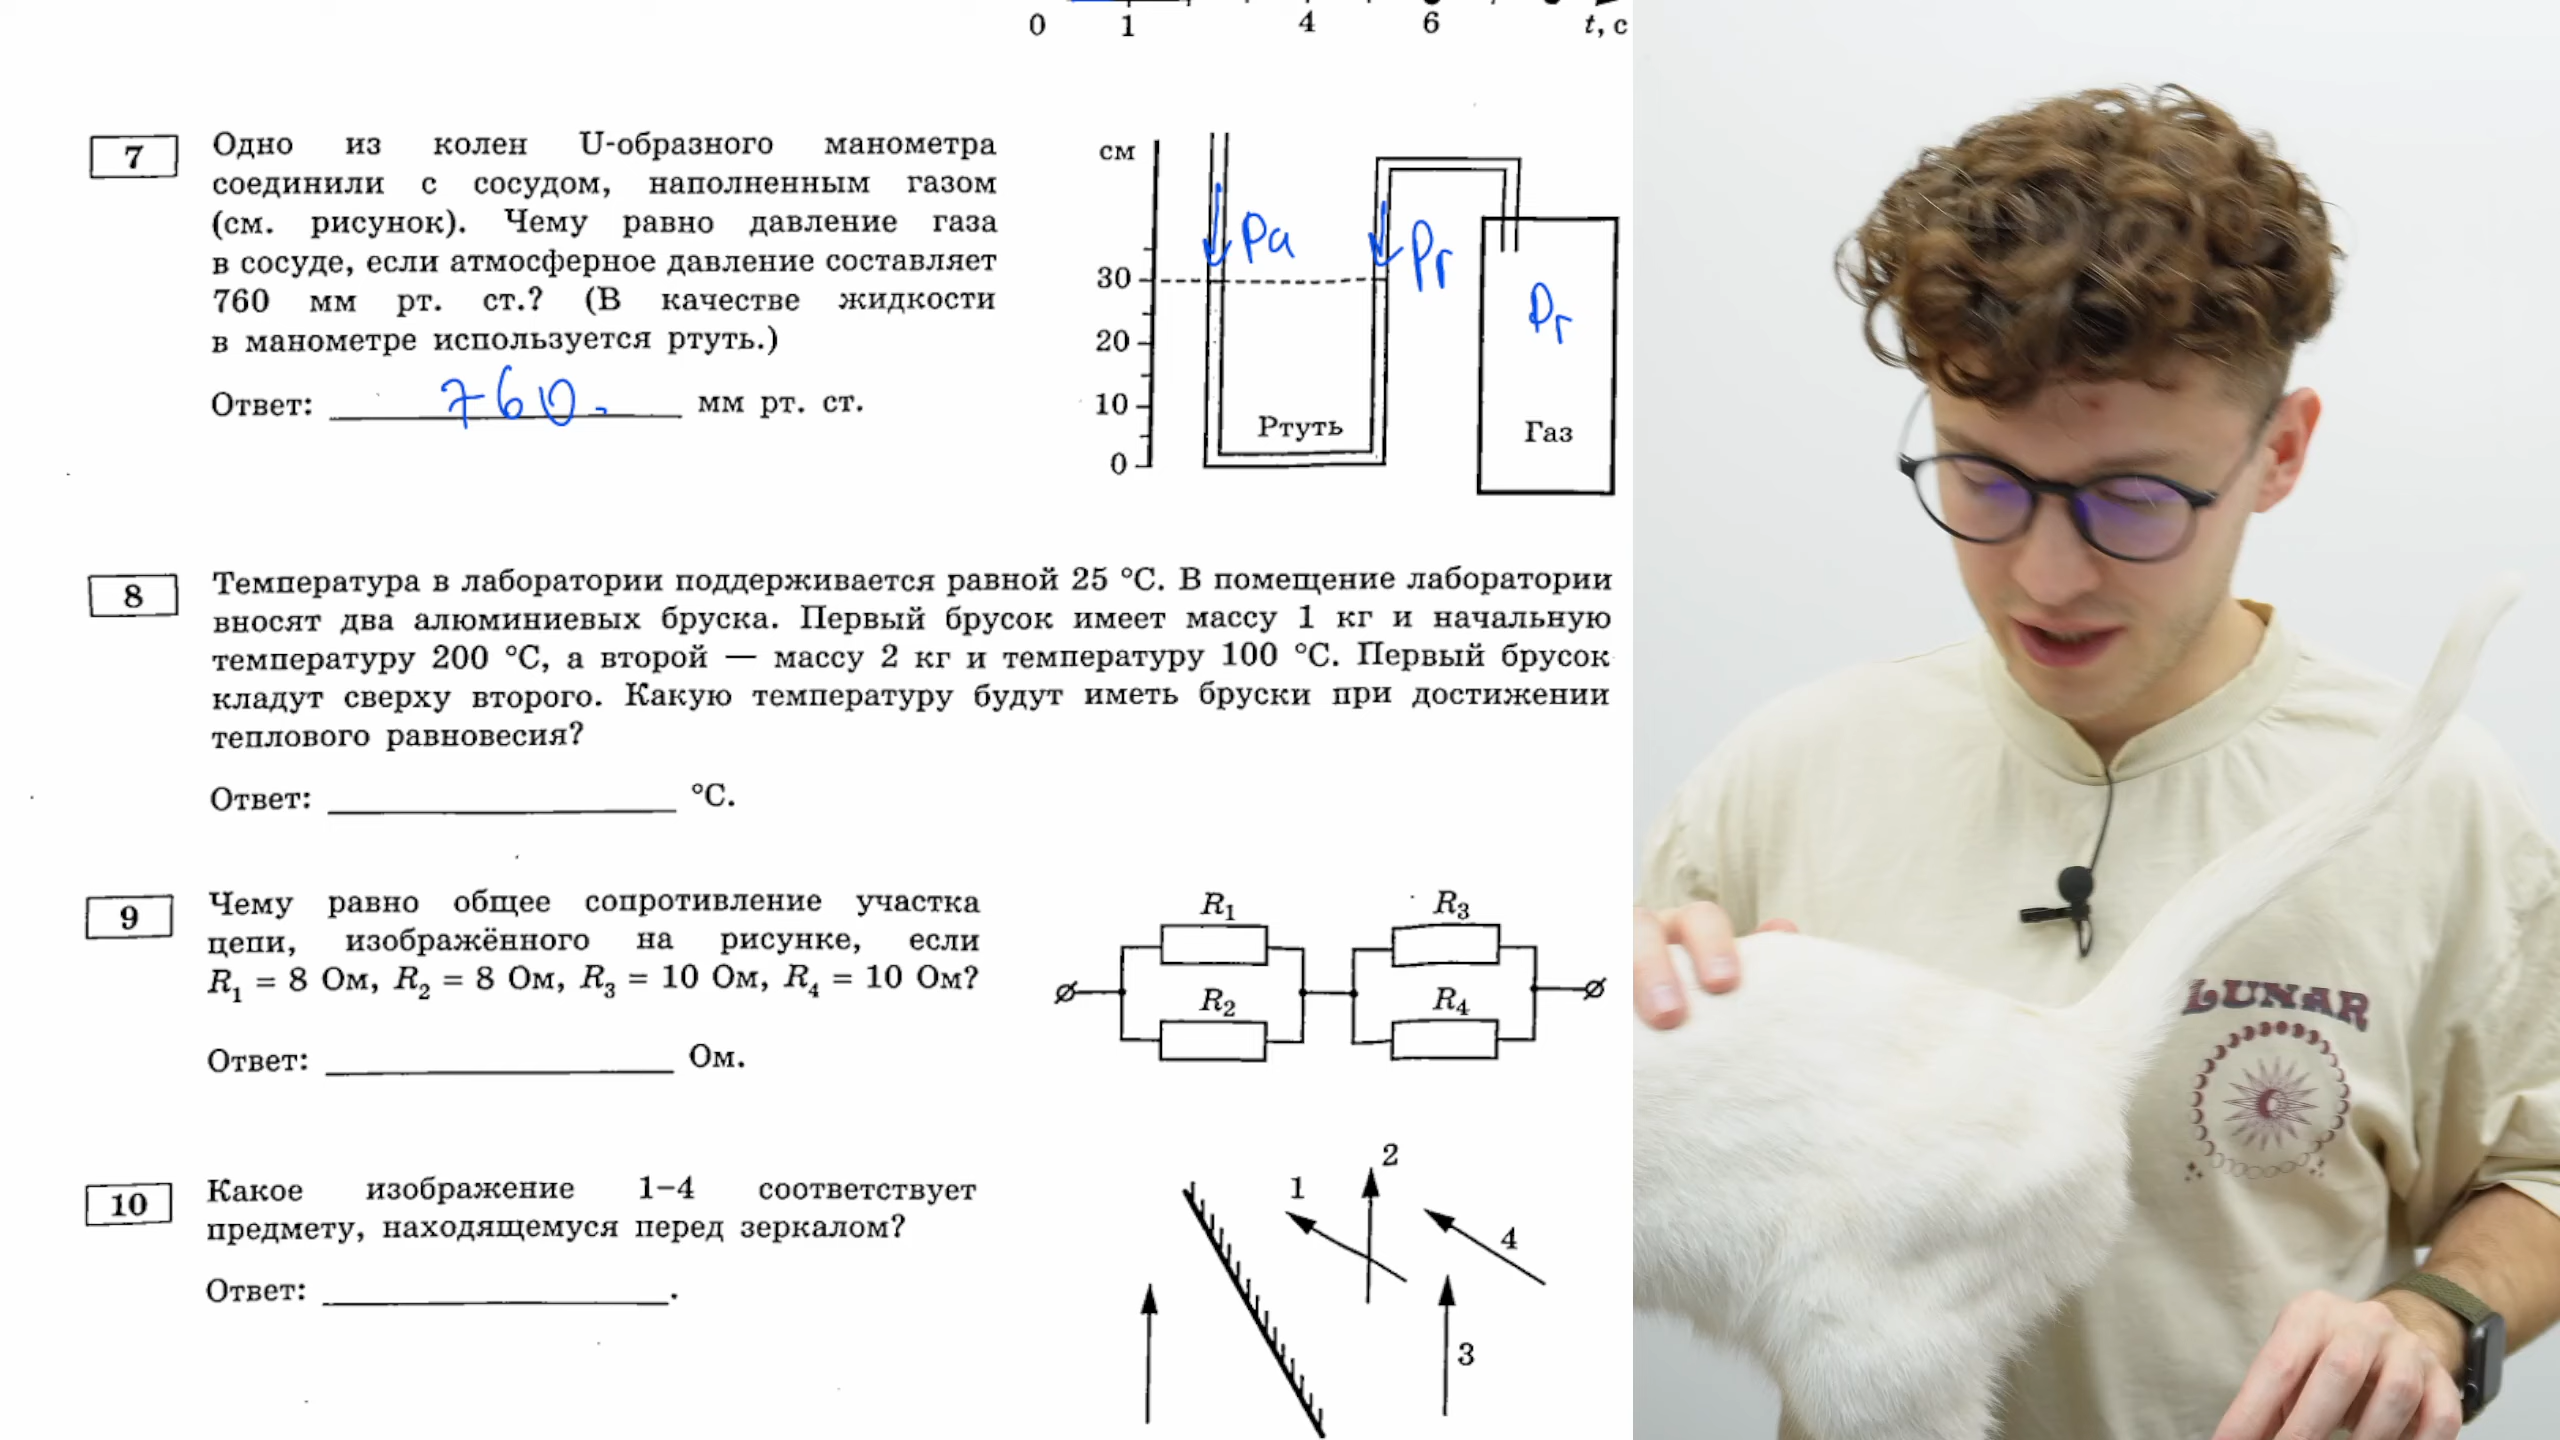 0 1 4 6 t, с
7
Одно из колен U-образного манометра
соединили с сосудом, наполненным газом
(см. рисунок). Чему равно давление газа
в сосуде, если атмосферное давление составляет
760 мм рт. ст.? (В качестве жидкости
в манометре используется ртуть.)
Ответ: 760. мм рт. ст.
см
30
20
10
0
Pa
Pг
Pг
Ртуть
Газ
8
Температура в лаборатории поддерживается равной 25 °С. В помещение лаборатории
вносят два алюминиевых бруска. Первый брусок имеет массу 1 кг и начальную
температуру 200 °С, а второй — массу 2 кг и температуру 100 °С. Первый брусок
кладут сверху второго. Какую температуру будут иметь бруски при достижении
теплового равновесия?
Ответ: °С.
9
Чему равно общее сопротивление участка
цепи, изображённого на рисунке, если
R₁ = 8 Ом, R₂ = 8 Ом, R₃ = 10 Ом, R₄ = 10 Ом?
Ответ: Ом.
R₁ R₃
R₂ R₄
10
Какое изображение 1–4 соответствует
предмету, находящемуся перед зеркалом?
Ответ: .
2
1
4
3
LUNAR